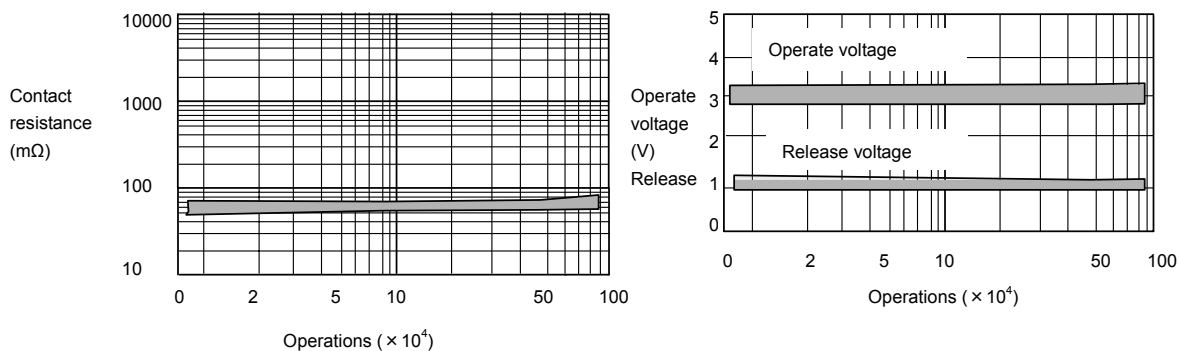 10000
1000
100
10
Contact
resistance
(mΩ)
0 2 5 10 50 100
Operations (×10⁴)
5
4
3
2
1
0
Operate
voltage
(V)
Release
Operate voltage
Release voltage
0 2 5 10 50 100
Operations (×10⁴)